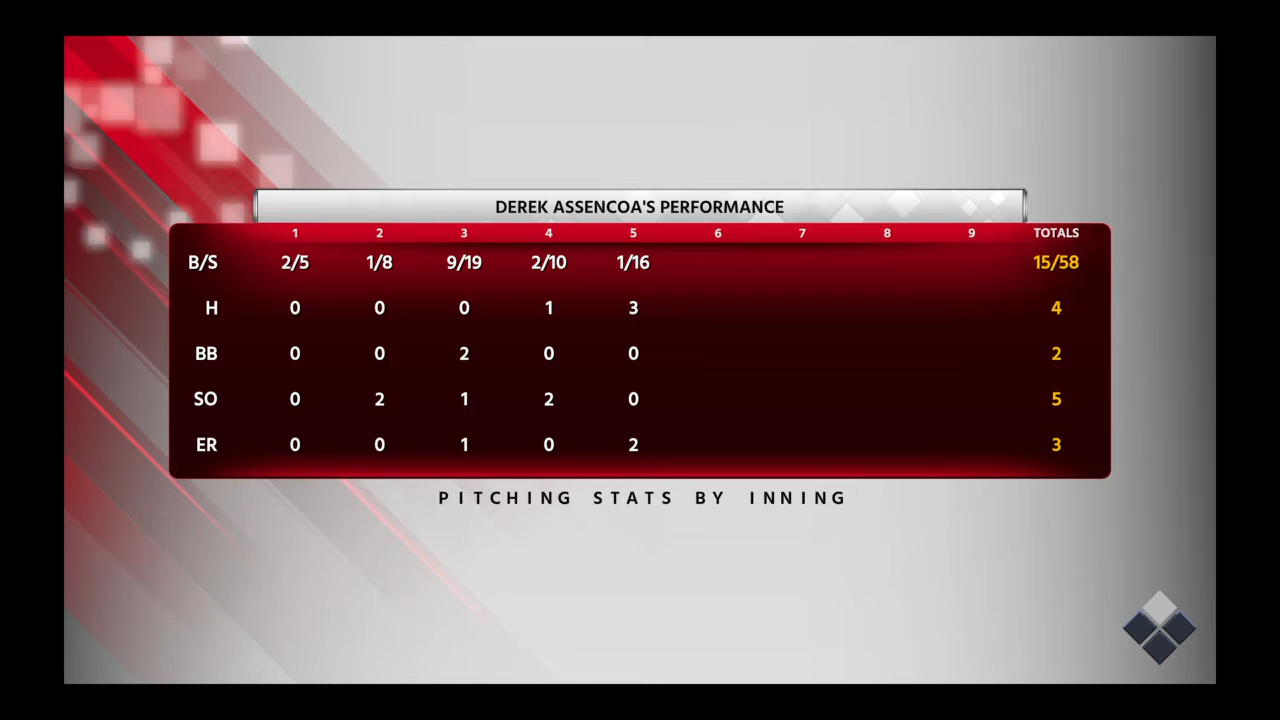 DEREK ASSENCOA'S PERFORMANCE
1 2 3 4 5 6 7 8 9 TOTALS
B/S 2/5 1/8 9/19 2/10 1/16 15/58
H 0 0 0 1 3 4
BB 0 0 2 0 0 2
SO 0 2 1 2 0 5
ER 0 0 1 0 2 3
PITCHING STATS BY INNING